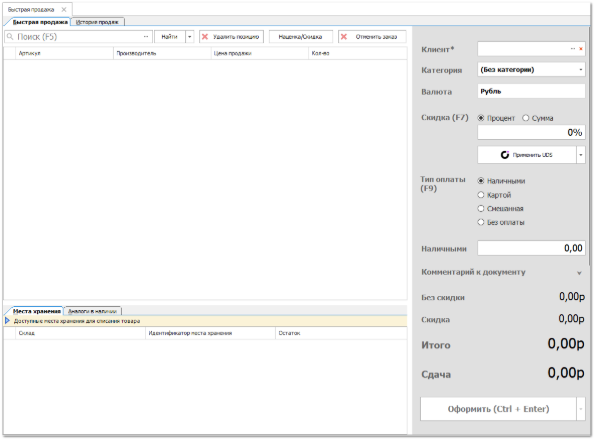 Быстрая продажа
Быстрая продажа История продаж
Поиск (F5) ... Найти Удалить позицию Наценка/Скидка Отменить заказ
Артикул Производитель Цена продажи Кол-во
Клиент*
Категория (Без категории)
Валюта Рубль
Скидка (F7) Процент Сумма
0%
Применить UDS
Тип оплаты (F9) Наличными
Картой
Смешанная
Без оплаты
Наличными 0,00
Комментарий к документу
Без скидки 0,00р
Скидка 0,00р
Итого 0,00р
Сдача 0,00р
Оформить (Ctrl + Enter)
Места хранения Аналоги в наличии
Доступные места хранения для списания товара
Склад Идентификатор места хранения Остаток